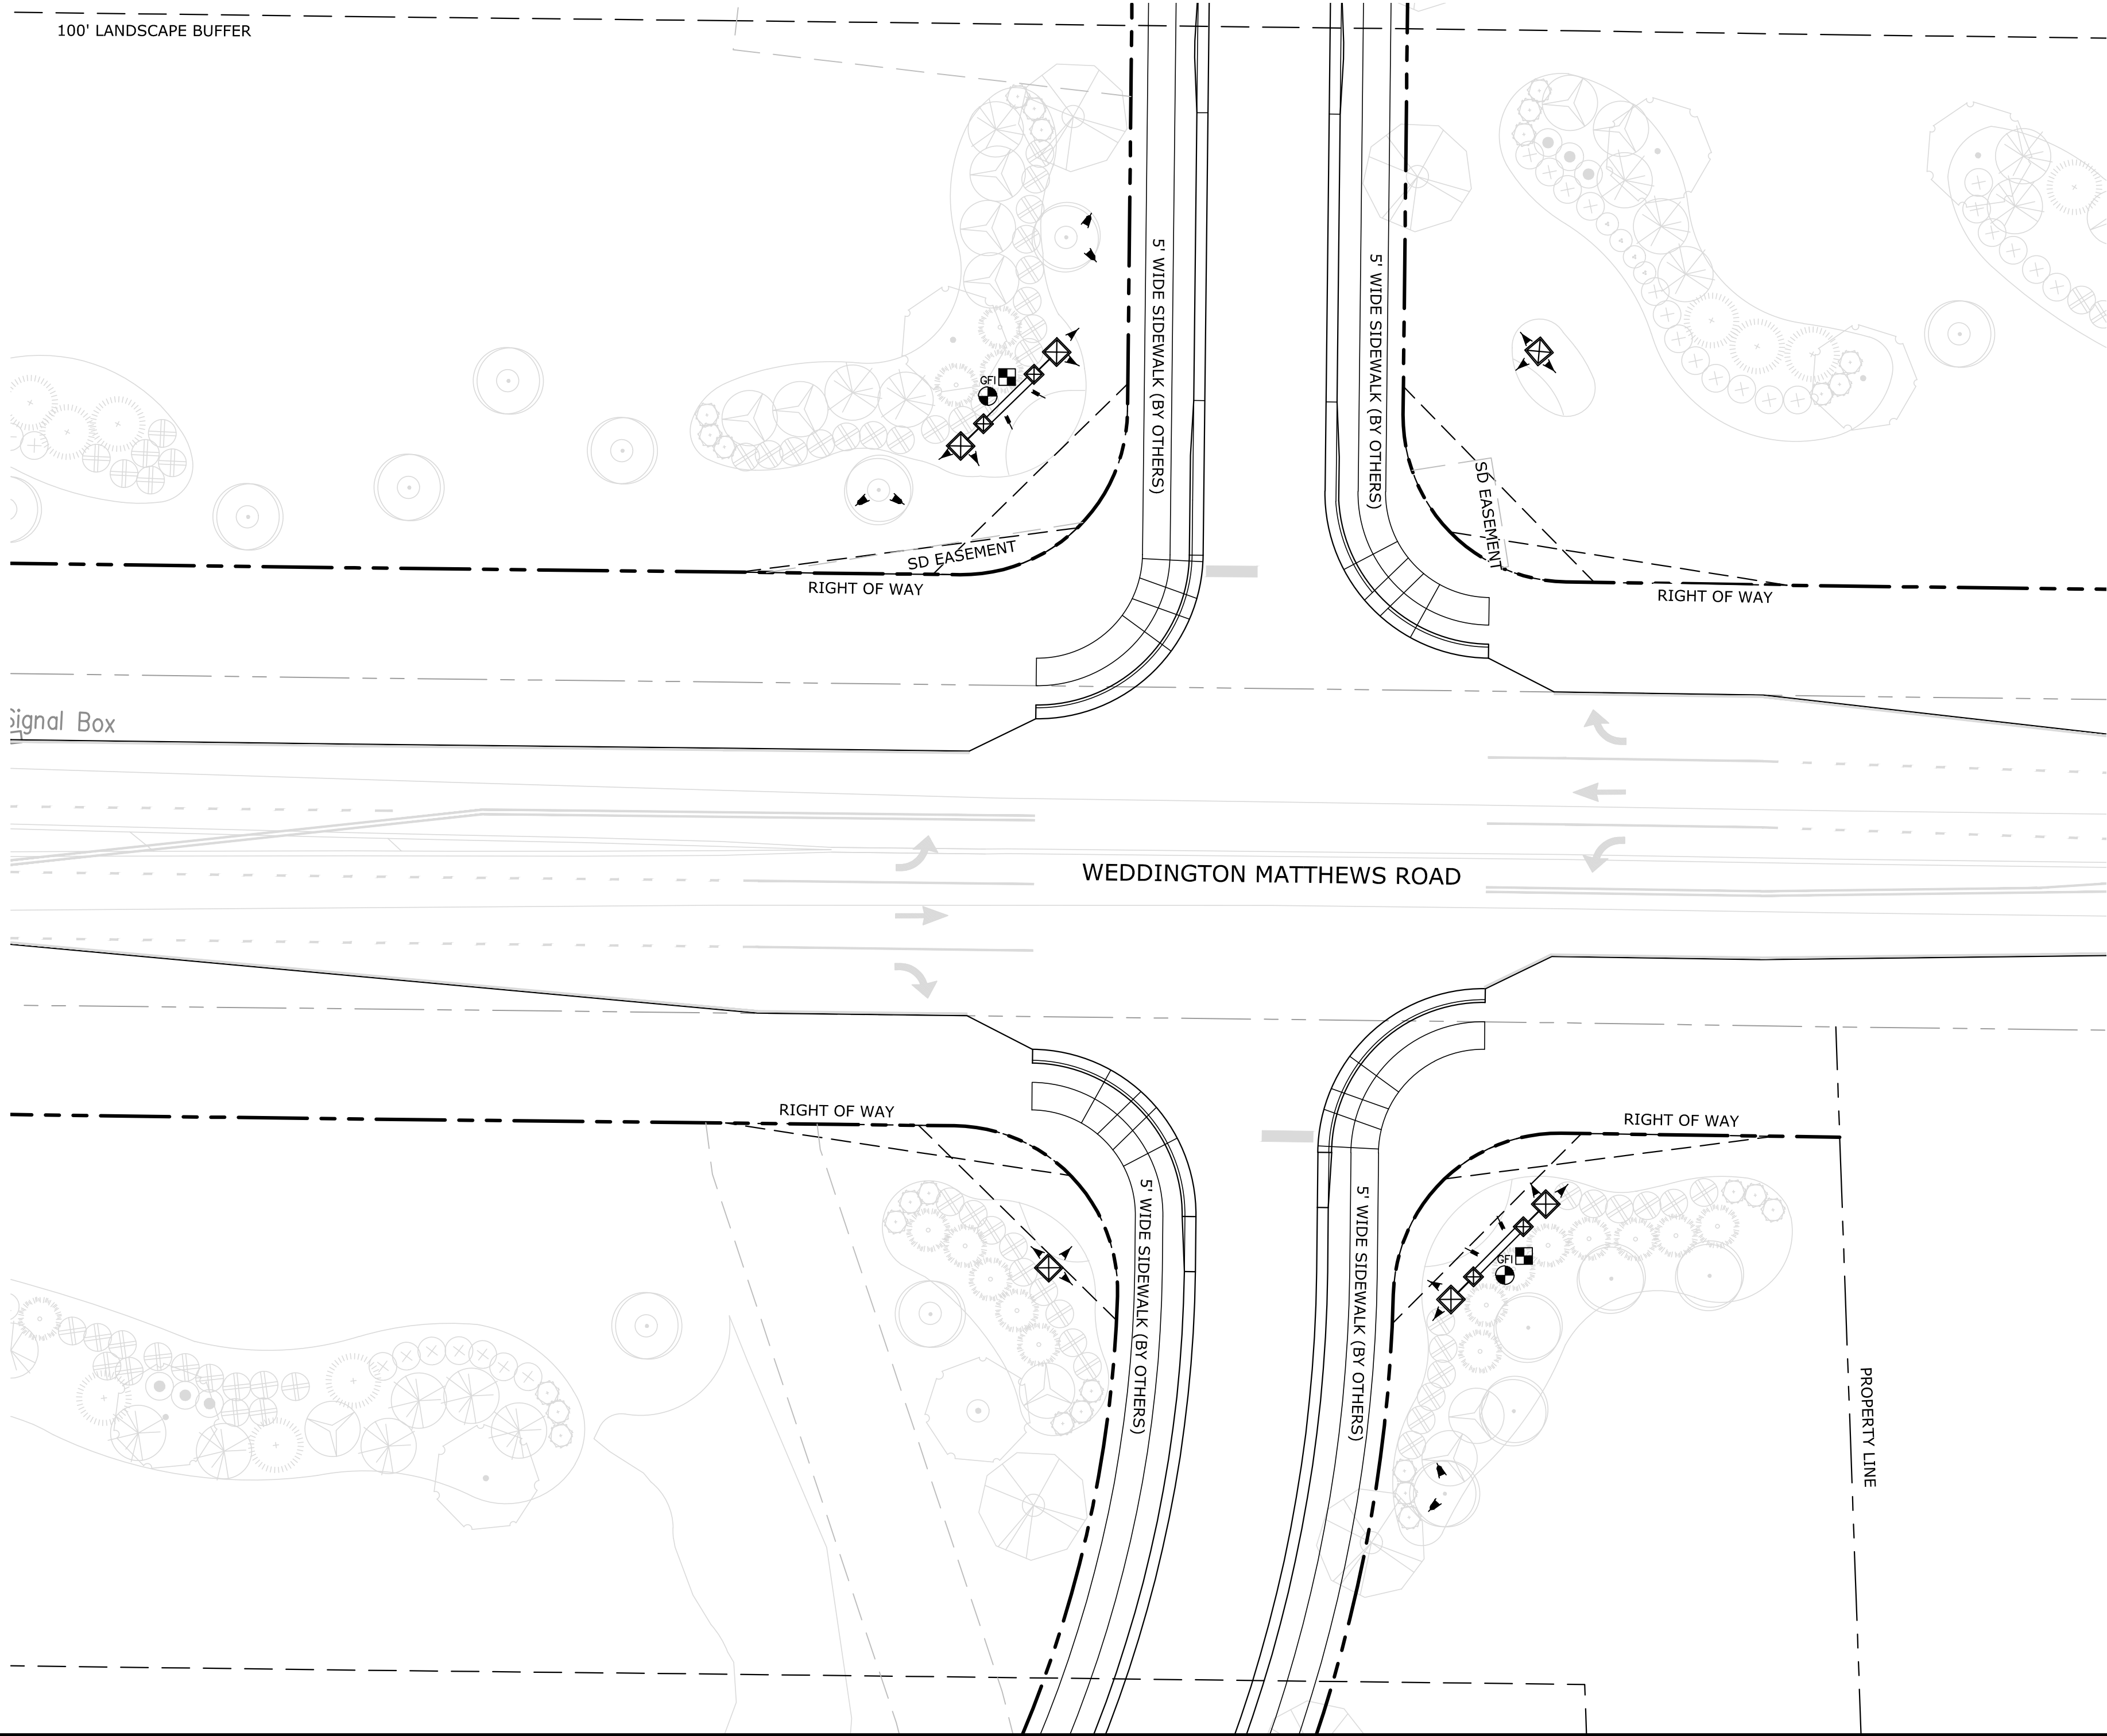 100' LANDSCAPE BUFFER
5' WIDE SIDEWALK (BY OTHERS)
5' WIDE SIDEWALK (BY OTHERS)
GFI
SD EASEMENT
SD EASEMENT
RIGHT OF WAY
RIGHT OF WAY
Signal Box
WEDDINGTON MATTHEWS ROAD
RIGHT OF WAY
RIGHT OF WAY
5' WIDE SIDEWALK (BY OTHERS)
5' WIDE SIDEWALK (BY OTHERS)
GFI
PROPERTY LINE